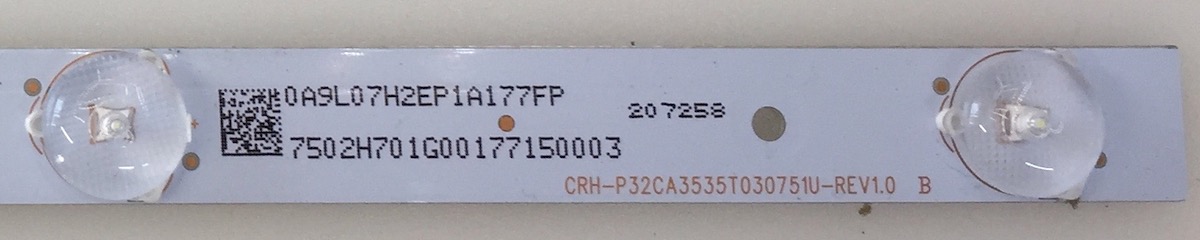 0A9L07H2EP1A177FP
207258
7502H701G00177150003
CRH-P32CA3535T030751U-REV1.0 B